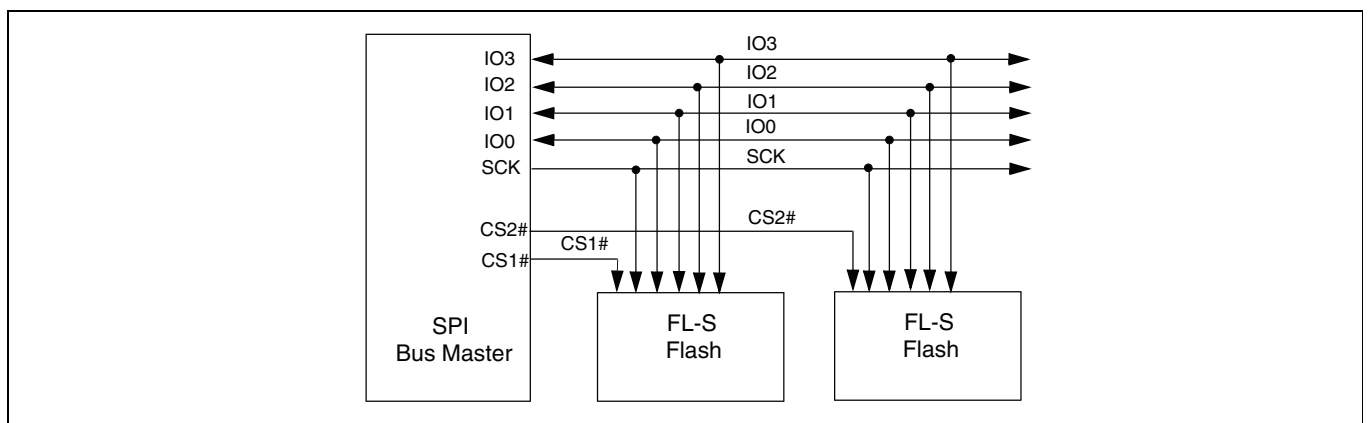 IO3
IO3
IO2
IO2
IO1
IO1
IO0
IO0
SCK
SCK
CS2#
CS2#
CS1#
CS1#
SPI
Bus Master
FL-S
Flash
FL-S
Flash